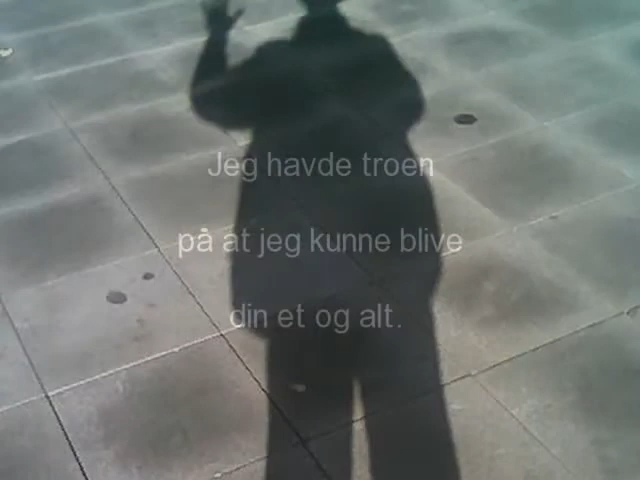 Jeg havde troen
på at jeg kunne blive
din et og alt.